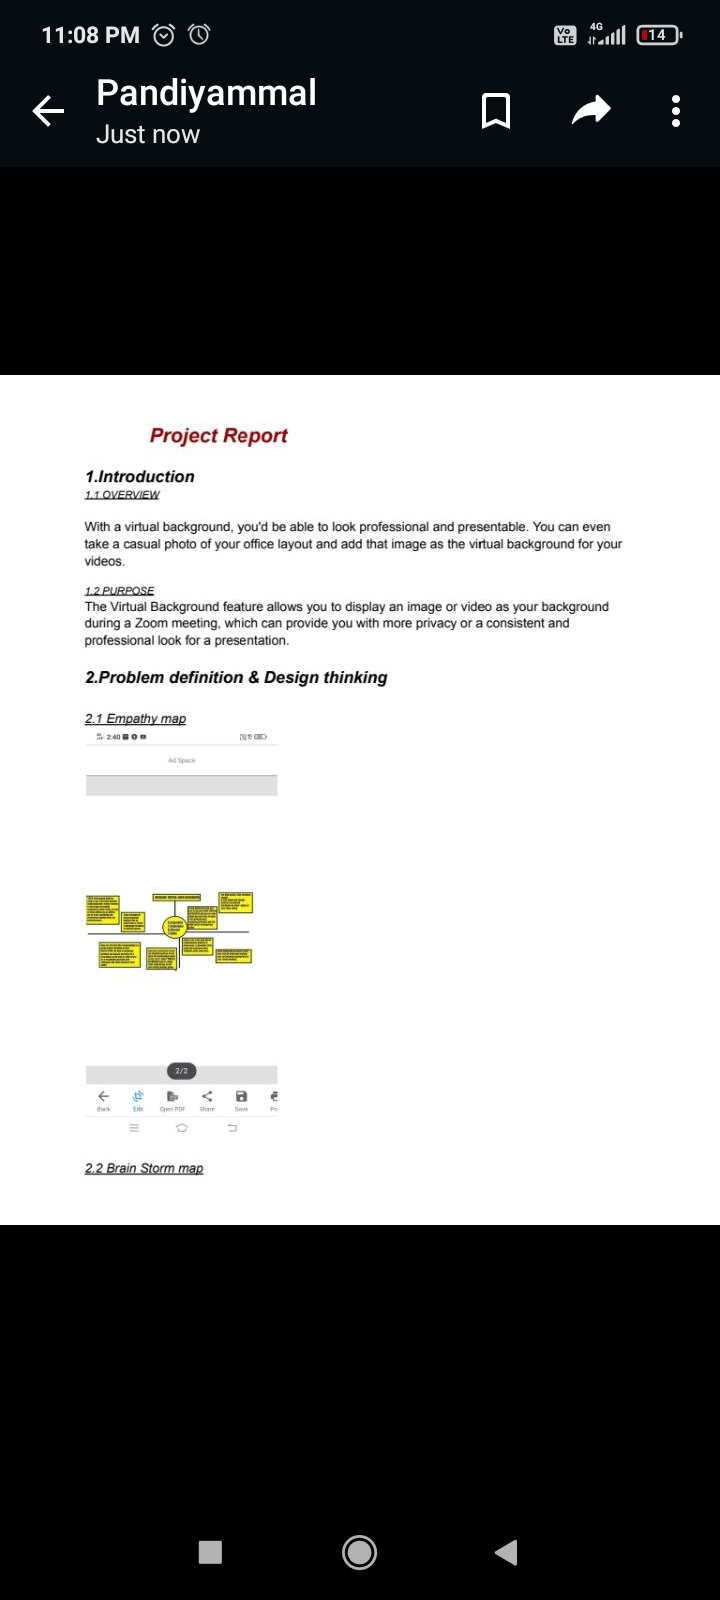 11:08 PM
Vo LTE 4G 14
Pandiyammal
Just now
Project Report
1.Introduction
1.1 OVERVIEW
With a virtual background, you'd be able to look professional and presentable. You can even
take a casual photo of your office layout and add that image as the virtual background for your
videos.
1.2 PURPOSE
The Virtual Background feature allows you to display an image or video as your background
during a Zoom meeting, which can provide you with more privacy or a consistent and
professional look for a presentation.
2.Problem definition & Design thinking
2.1 Empathy map
2:40
Ad Space
2/2
Back Edit Open PDF Share Save
2.2 Brain Storm map